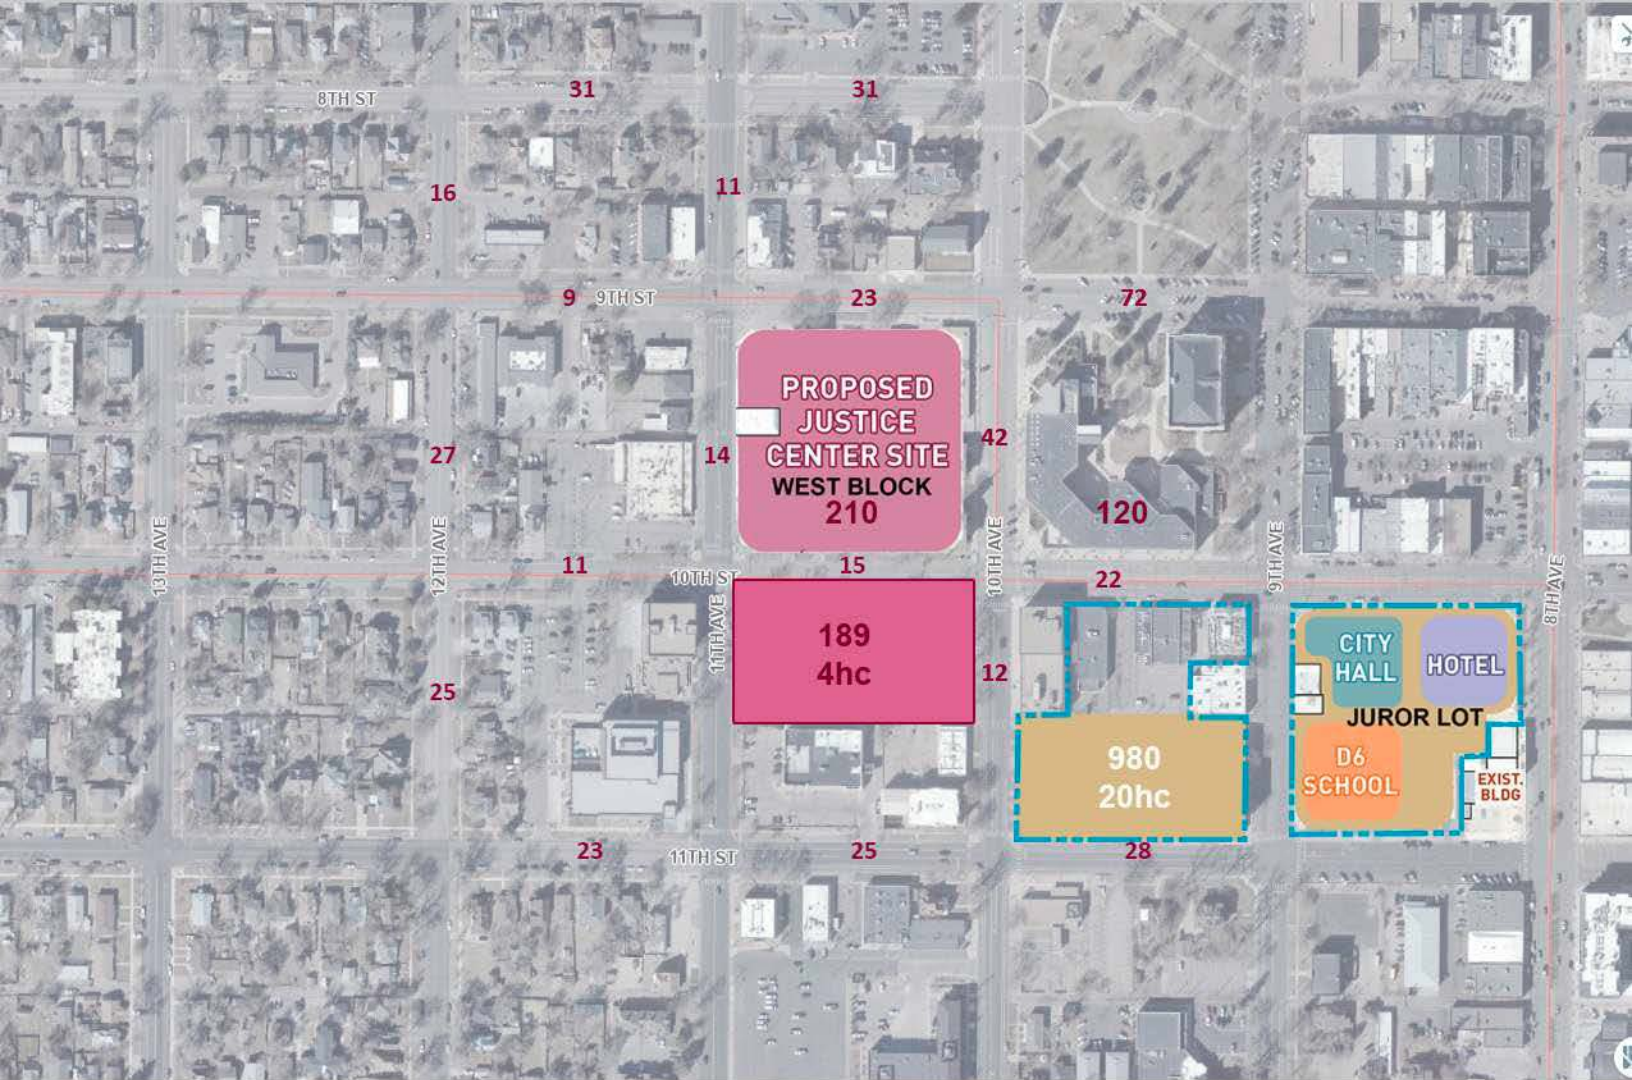 31
31
8TH ST
16
11
9
9TH ST
23
72
PROPOSED
JUSTICE
CENTER SITE
WEST BLOCK
210
27
14
42
120
13TH AVE
12TH AVE
11
10TH ST
15
10TH AVE
22
9TH AVE
8TH AVE
11TH AVE
189
4hc
12
25
CITY
HALL
HOTEL
JUROR LOT
D6
SCHOOL
EXIST.
BLDG
980
20hc
23
11TH ST
25
28